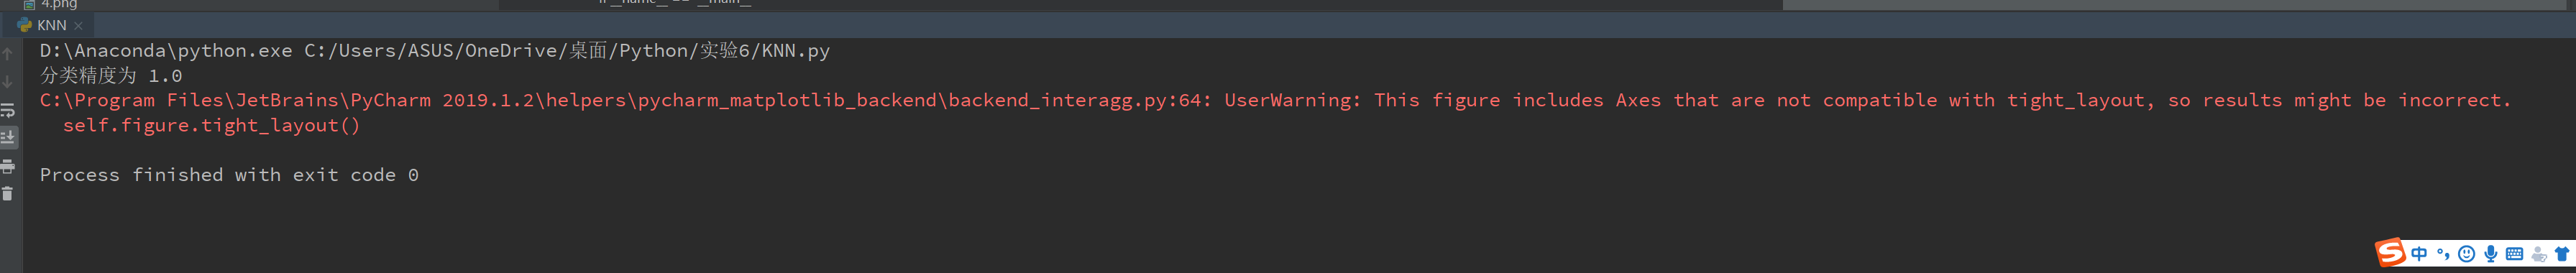 4.png
KNN
D:\Anaconda\python.exe C:/Users/ASUS/OneDrive/桌面/Python/实验6/KNN.py
分类精度为 1.0
C:\Program Files\JetBrains\PyCharm 2019.1.2\helpers\pycharm_matplotlib_backend\backend_interagg.py:64: UserWarning: This figure includes Axes that are not compatible with tight_layout, so results might be incorrect.
self.figure.tight_layout()
Process finished with exit code 0
S 中